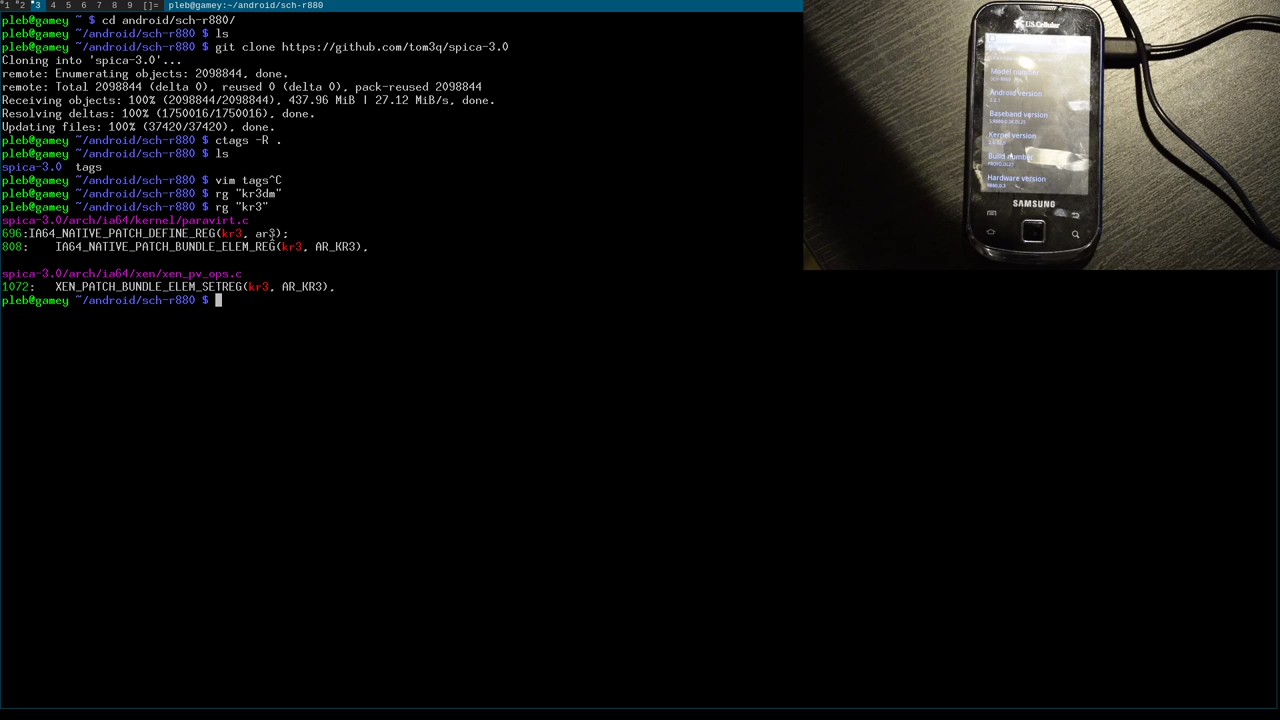 1 2 3 4 5 6 7 8 9 []= pleb@gamey:~/android/sch-r880
pleb@gamey ~ $ cd android/sch-r880/
pleb@gamey ~/android/sch-r880 $ ls
pleb@gamey ~/android/sch-r880 $ git clone https://github.com/tom3q/spica-3.0
Cloning into 'spica-3.0'...
remote: Enumerating objects: 2098844, done.
remote: Total 2098844 (delta 0), reused 0 (delta 0), pack-reused 2098844
Receiving objects: 100% (2098844/2098844), 437.96 MiB | 27.12 MiB/s, done.
Resolving deltas: 100% (1750016/1750016), done.
Updating files: 100% (37420/37420), done.
pleb@gamey ~/android/sch-r880 $ ctags -R .
pleb@gamey ~/android/sch-r880 $ ls
spica-3.0  tags
pleb@gamey ~/android/sch-r880 $ vim tags^C
pleb@gamey ~/android/sch-r880 $ rg "kr3dm"
pleb@gamey ~/android/sch-r880 $ rg "kr3"
spica-3.0/arch/ia64/kernel/paravirt.c
696:IA64_NATIVE_PATCH_DEFINE_REG(kr3, ar3);
808:    IA64_NATIVE_PATCH_BUNDLE_ELEM_REG(kr3, AR_KR3),
spica-3.0/arch/ia64/xen/xen_pv_ops.c
1072:   XEN_PATCH_BUNDLE_ELEM_SETREG(kr3, AR_KR3),
pleb@gamey ~/android/sch-r880 $
U.S. Cellular
Model number
Android version
Baseband version
Kernel version
Build number
Hardware version
SAMSUNG